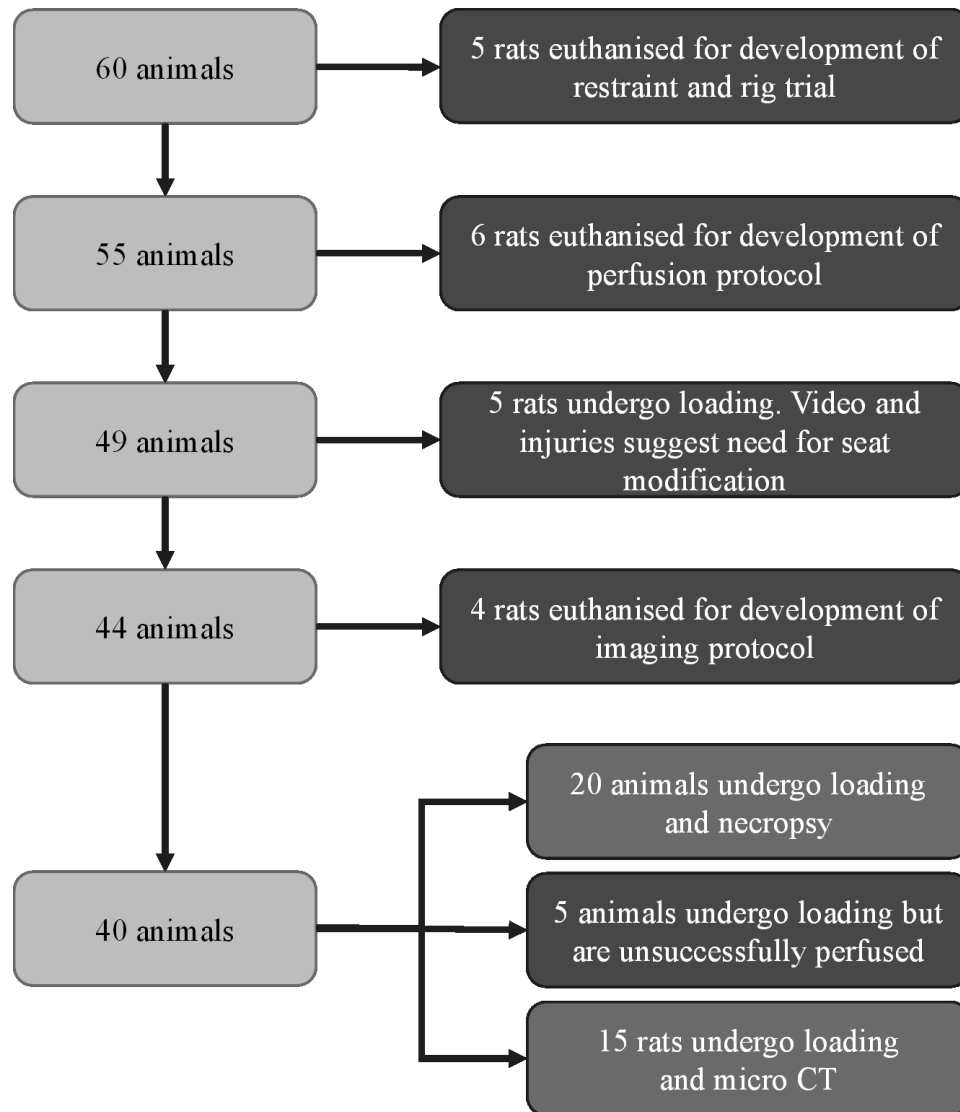 60 animals
5 rats euthanised for development of
restraint and rig trial
55 animals
6 rats euthanised for development of
perfusion protocol
49 animals
5 rats undergo loading. Video and
injuries suggest need for seat
modification
44 animals
4 rats euthanised for development of
imaging protocol
40 animals
20 animals undergo loading
and necropsy
5 animals undergo loading but
are unsuccessfully perfused
15 rats undergo loading
and micro CT